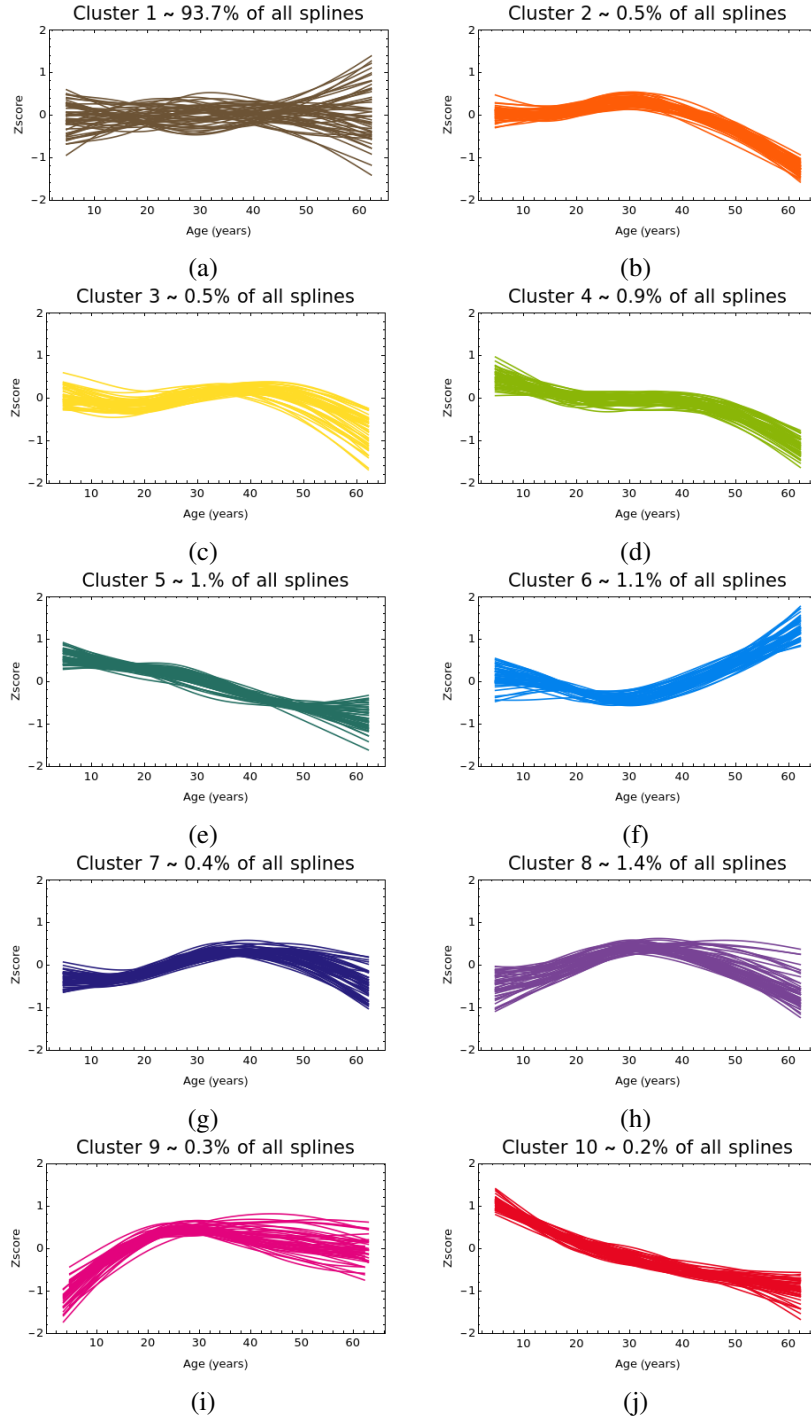 Cluster 1 ~ 93.7% of all splines
2
1
0
−1
−2
Zscore
10 20 30 40 50 60
Age (years)
(a)
Cluster 2 ~ 0.5% of all splines
2
1
0
−1
−2
Zscore
10 20 30 40 50 60
Age (years)
(b)
Cluster 3 ~ 0.5% of all splines
2
1
0
−1
−2
Zscore
10 20 30 40 50 60
Age (years)
(c)
Cluster 4 ~ 0.9% of all splines
2
1
0
−1
−2
Zscore
10 20 30 40 50 60
Age (years)
(d)
Cluster 5 ~ 1.% of all splines
2
1
0
−1
−2
Zscore
10 20 30 40 50 60
Age (years)
(e)
Cluster 6 ~ 1.1% of all splines
2
1
0
−1
−2
Zscore
10 20 30 40 50 60
Age (years)
(f)
Cluster 7 ~ 0.4% of all splines
2
1
0
−1
−2
Zscore
10 20 30 40 50 60
Age (years)
(g)
Cluster 8 ~ 1.4% of all splines
2
1
0
−1
−2
Zscore
10 20 30 40 50 60
Age (years)
(h)
Cluster 9 ~ 0.3% of all splines
2
1
0
−1
−2
Zscore
10 20 30 40 50 60
Age (years)
(i)
Cluster 10 ~ 0.2% of all splines
2
1
0
−1
−2
Zscore
10 20 30 40 50 60
Age (years)
(j)